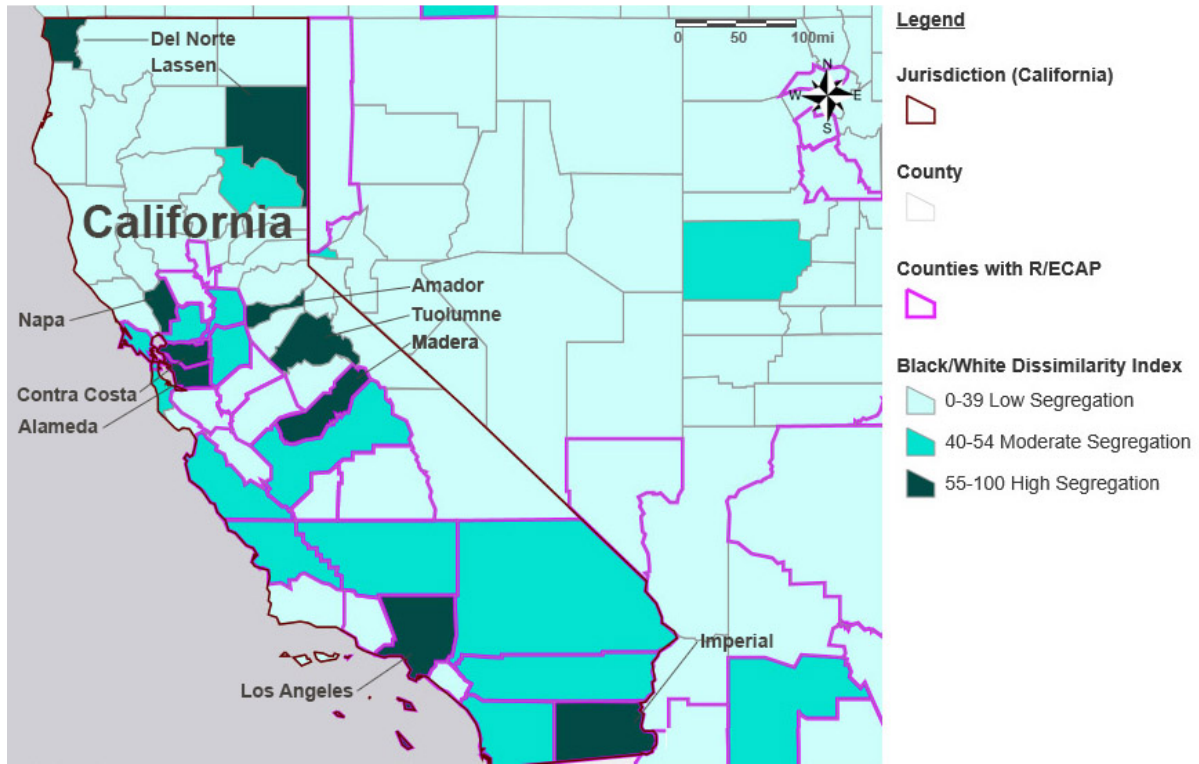 Del Norte
Lassen
0 50 100mi
N
W E
S
California
Amador
Tuolumne
Madera
Napa
Contra Costa
Alameda
Imperial
Los Angeles
Legend
Jurisdiction (California)
County
Counties with R/ECAP
Black/White Dissimilarity Index
0-39 Low Segregation
40-54 Moderate Segregation
55-100 High Segregation